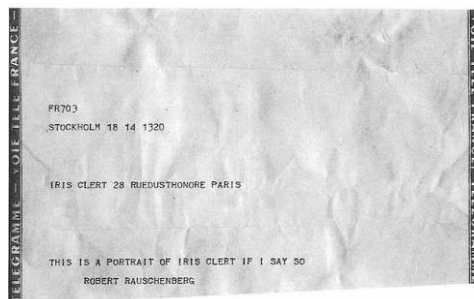 TELEGRAMME — VOIE TELE FRANCE —
FR703
STOCKHOLM 18 14 1320
IRIS CLERT 28 RUEDUSTHONORE PARIS
THIS IS A PORTRAIT OF IRIS CLERT IF I SAY SO
ROBERT RAUSCHENBERG